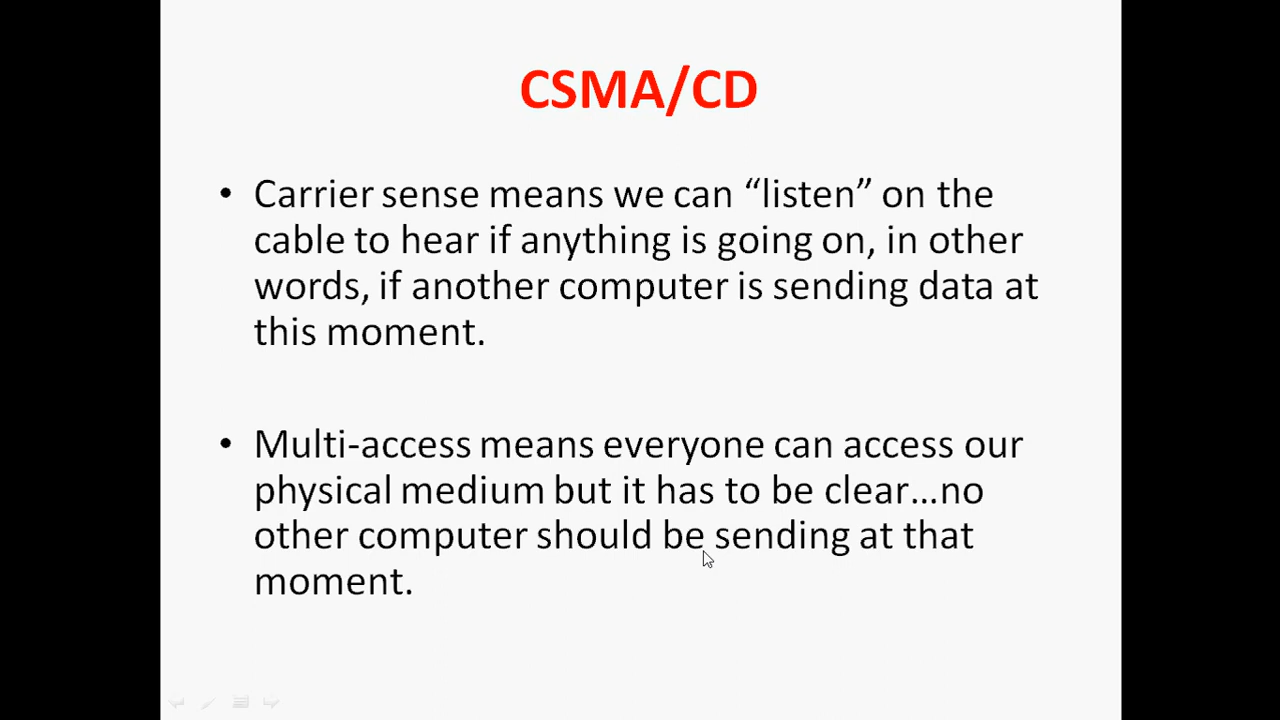 CSMA/CD
• Carrier sense means we can “listen” on the
cable to hear if anything is going on, in other
words, if another computer is sending data at
this moment.
• Multi-access means everyone can access our
physical medium but it has to be clear…no
other computer should be sending at that
moment.